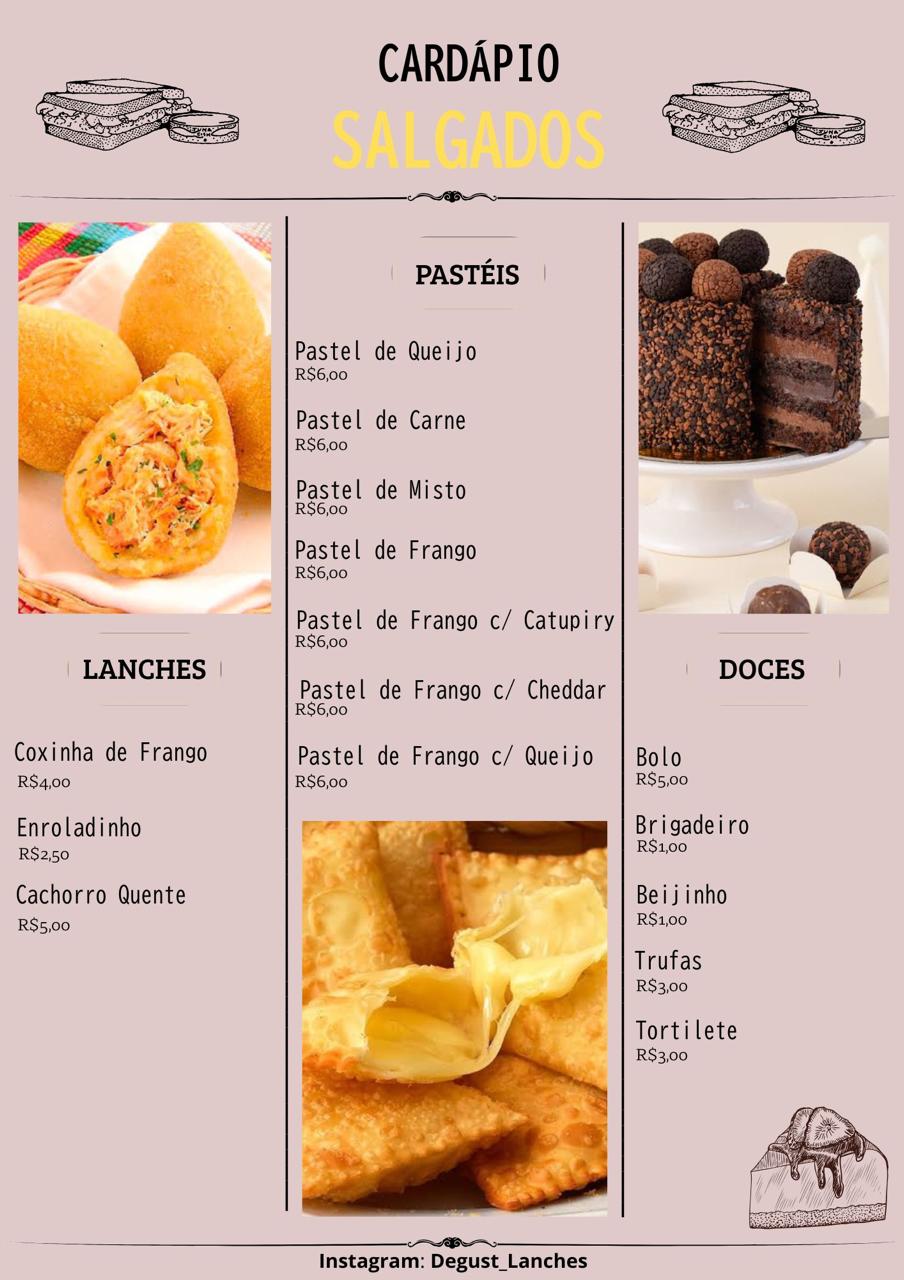 CARDÁPIO
SALGADOS
LANCHES
Coxinha de Frango
R$4,00
Enroladinho
R$2,50
Cachorro Quente
R$5,00
PASTÉIS
Pastel de Queijo
R$6,00
Pastel de Carne
R$6,00
Pastel de Misto
R$6,00
Pastel de Frango
R$6,00
Pastel de Frango c/ Catupiry
R$6,00
Pastel de Frango c/ Cheddar
R$6,00
Pastel de Frango c/ Queijo
R$6,00
DOCES
Bolo
R$5,00
Brigadeiro
R$1,00
Beijinho
R$1,00
Trufas
R$3,00
Tortilete
R$3,00
Instagram: Degust_Lanches